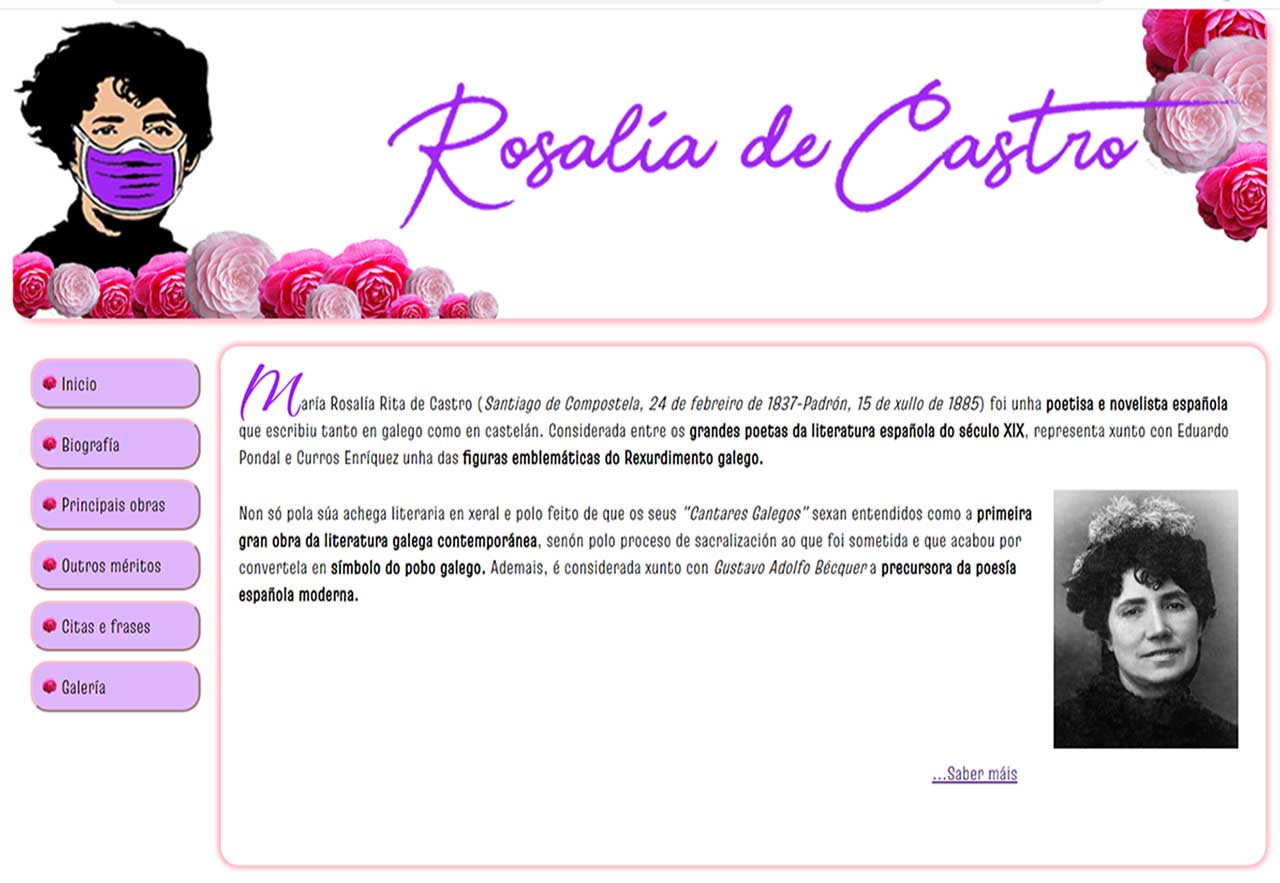 Rosalía de Castro
Inicio
Biografía
Principais obras
Outros méritos
Citas e frases
Galería
María Rosalía Rita de Castro (Santiago de Compostela, 24 de febreiro de 1837-Padrón, 15 de xullo de 1885) foi unha poetisa e novelista española
que escribiu tanto en galego como en castelán. Considerada entre os grandes poetas da literatura española do século XIX, representa xunto con Eduardo
Pondal e Curros Enríquez unha das figuras emblemáticas do Rexurdimento galego.
Non só pola súa achega literaria en xeral e polo feito de que os seus "Cantares Galegos" sexan entendidos como a primeira
gran obra da literatura galega contemporánea, senón polo proceso de sacralización ao que foi sometida e que acabou por
convertela en símbolo do pobo galego. Ademais, é considerada xunto con Gustavo Adolfo Bécquer a precursora da poesía
española moderna.
...Saber máis